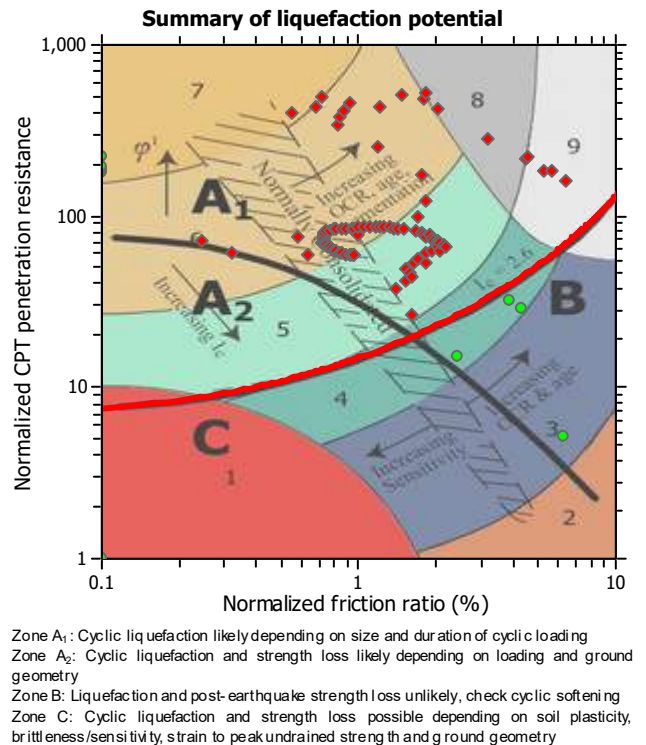 Summary of liquefaction potential
1,000
100
10
1
Normalized CPT penetration resistance
0.1
1
10
Normalized friction ratio (%)
7
8
9
φ'
A1
A2
Normally Consolidated
Increasing
OCR, age,
cementation
Increasing Ic
Ic = 2.6
B
5
4
C
1
Increasing
OCR & age
Increasing
Sensitivity
3
2
Zone A1: Cyclic liquefaction likely depending on size and duration of cyclic loading
Zone A2: Cyclic liquefaction and strength loss likely depending on loading and ground
geometry
Zone B: Liquefaction and post-earthquake strength loss unlikely, check cyclic softening
Zone C: Cyclic liquefaction and strength loss possible depending on soil plasticity,
brittleness/sensitivity, strain to peak undrained strength and ground geometry